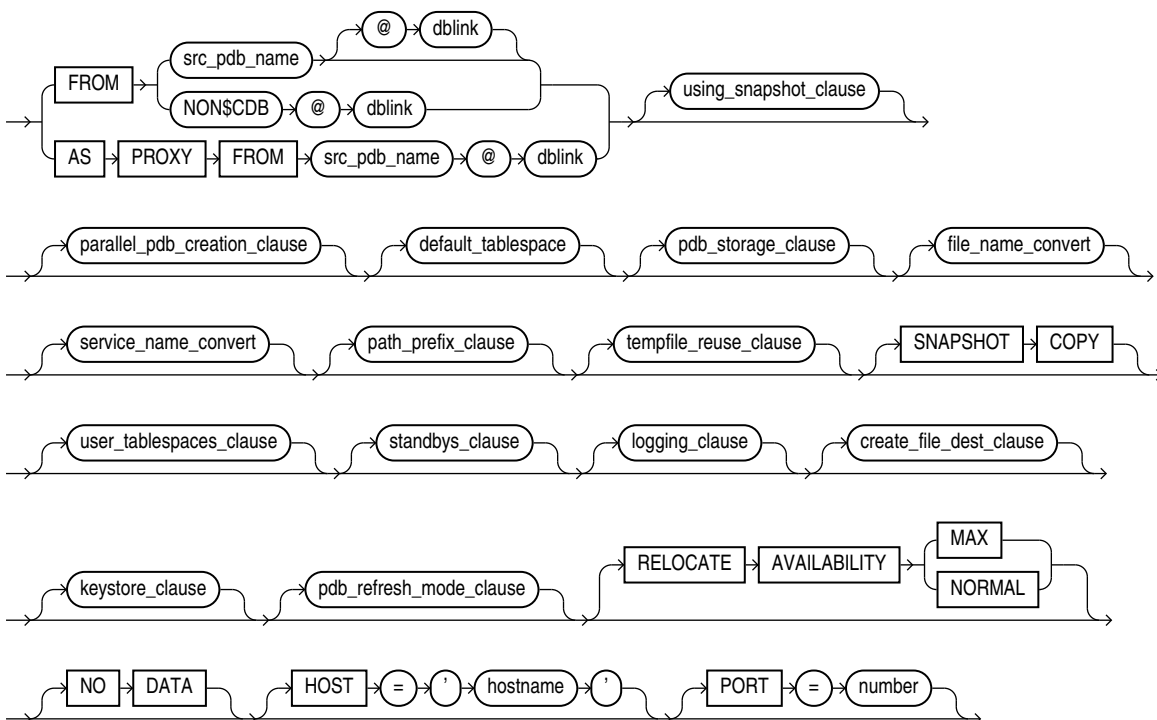 @ dblink
FROM src_pdb_name using_snapshot_clause
NON$CDB @ dblink
AS PROXY FROM src_pdb_name @ dblink
parallel_pdb_creation_clause default_tablespace pdb_storage_clause file_name_convert
service_name_convert path_prefix_clause tempfile_reuse_clause SNAPSHOT COPY
user_tablespaces_clause standbys_clause logging_clause create_file_dest_clause
MAX
RELOCATE AVAILABILITY
keystore_clause pdb_refresh_mode_clause NORMAL
NO DATA HOST = ' hostname ' PORT = number